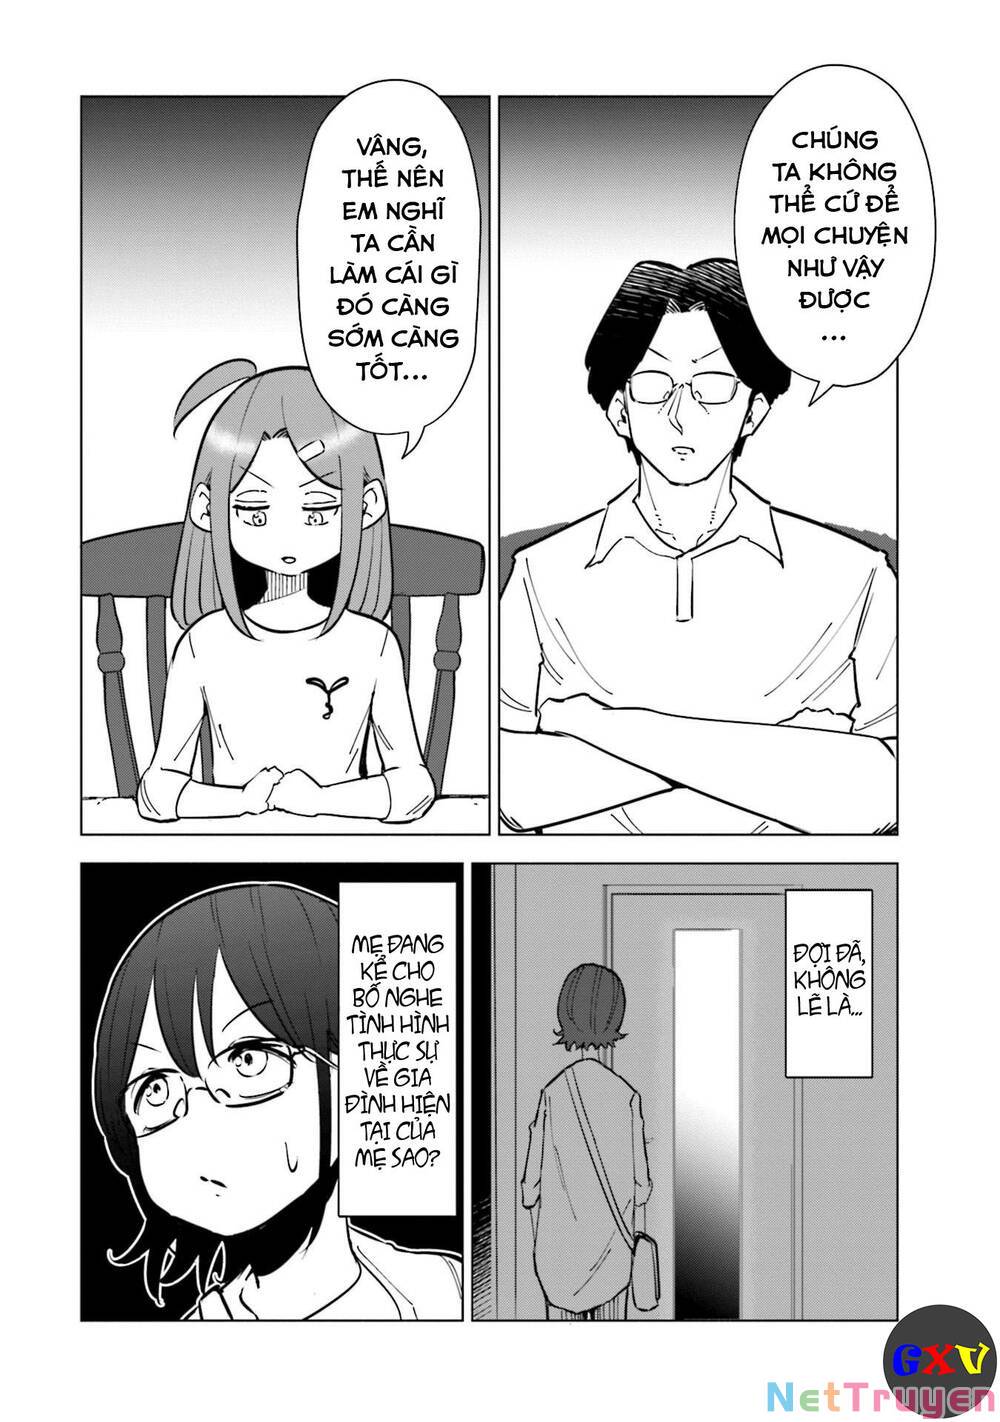 CHÚNG
TA KHÔNG
THỂ CỨ ĐỂ
MỌI CHUYỆN
NHƯ VẬY
ĐƯỢC
...
VÂNG,
THẾ NÊN
EM NGHĨ
TA CẦN
LÀM CÁI GÌ
ĐÓ CÀNG
SỚM CÀNG
TỐT...
ĐỢI ĐÃ,
KHÔNG
LẼ LÀ...
MẸ ĐANG
KỂ CHO
BỐ NGHE
TÌNH HÌNH
THỰC SỰ
VỀ GIA
ĐÌNH HIỆN
TẠI CỦA
MẸ SAO?
GXV
NetTruyen